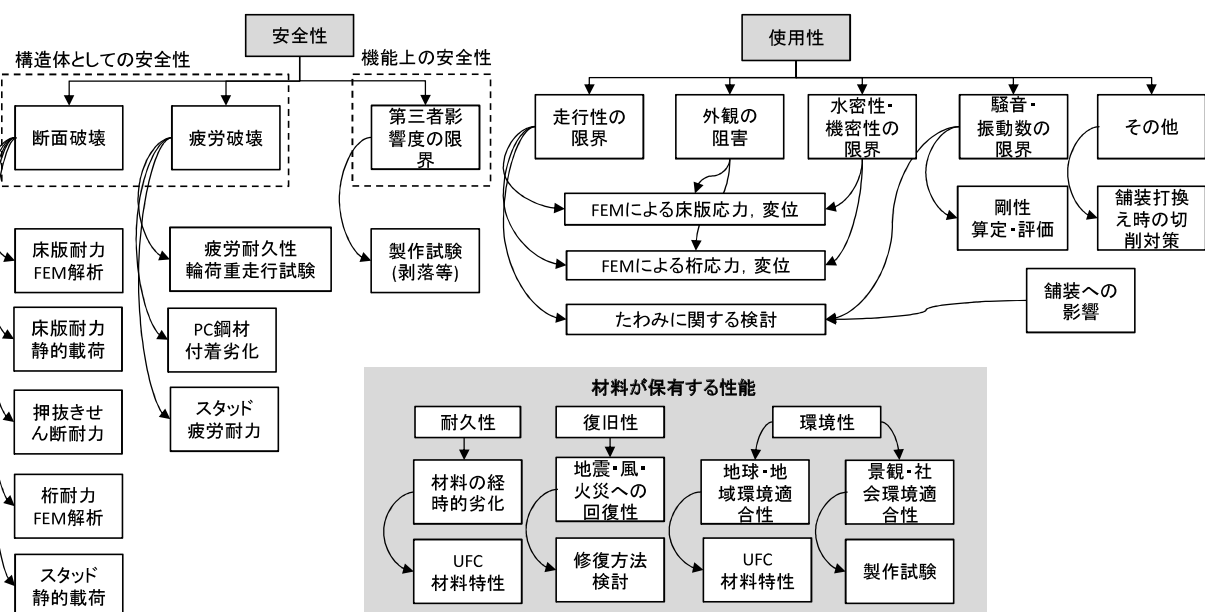 安全性
構造体としての安全性
機能上の安全性
断面破壊
疲労破壊
第三者影
響度の限
界
床版耐力
FEM解析
疲労耐久性
輪荷重走行試験
製作試験
(剥落等)
床版耐力
静的載荷
PC鋼材
付着劣化
押抜きせ
ん断耐力
スタッド
疲労耐力
桁耐力
FEM解析
スタッド
静的載荷
使用性
走行性の
限界
外観の
阻害
水密性・
機密性の
限界
騒音・
振動数の
限界
その他
FEMによる床版応力，変位
FEMによる桁応力，変位
たわみに関する検討
剛性
算定・評価
舗装打換
え時の切
削対策
舗装への
影響
材料が保有する性能
耐久性
復旧性
環境性
材料の経
時的劣化
地震・風・
火災への
回復性
地球・地
域環境適
合性
景観・社
会環境適
合性
UFC
材料特性
修復方法
検討
UFC
材料特性
製作試験